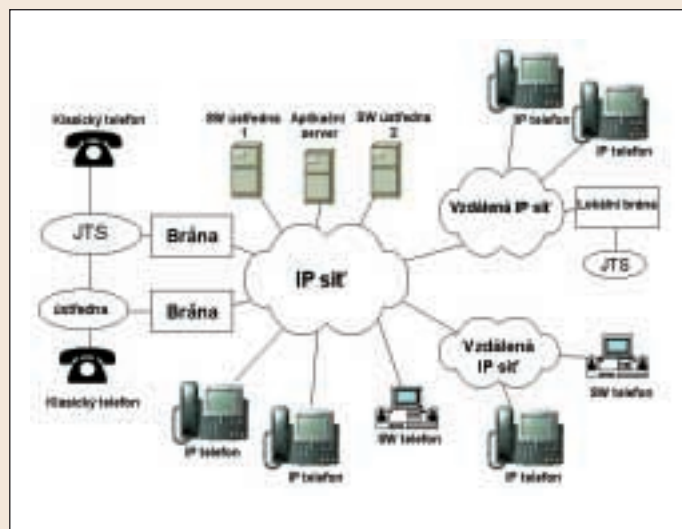 Klasický telefon
SW ústředna
1
Aplikační
server
SW ústředna
2
IP telefon
IP telefon
JTS
Brána
Vzdálená IP síť
Lokální brána
JTS
IP síť
ústředna
Brána
Klasický telefon
Vzdálená
IP síť
SW telefon
IP telefon
IP telefon
SW telefon
IP telefon